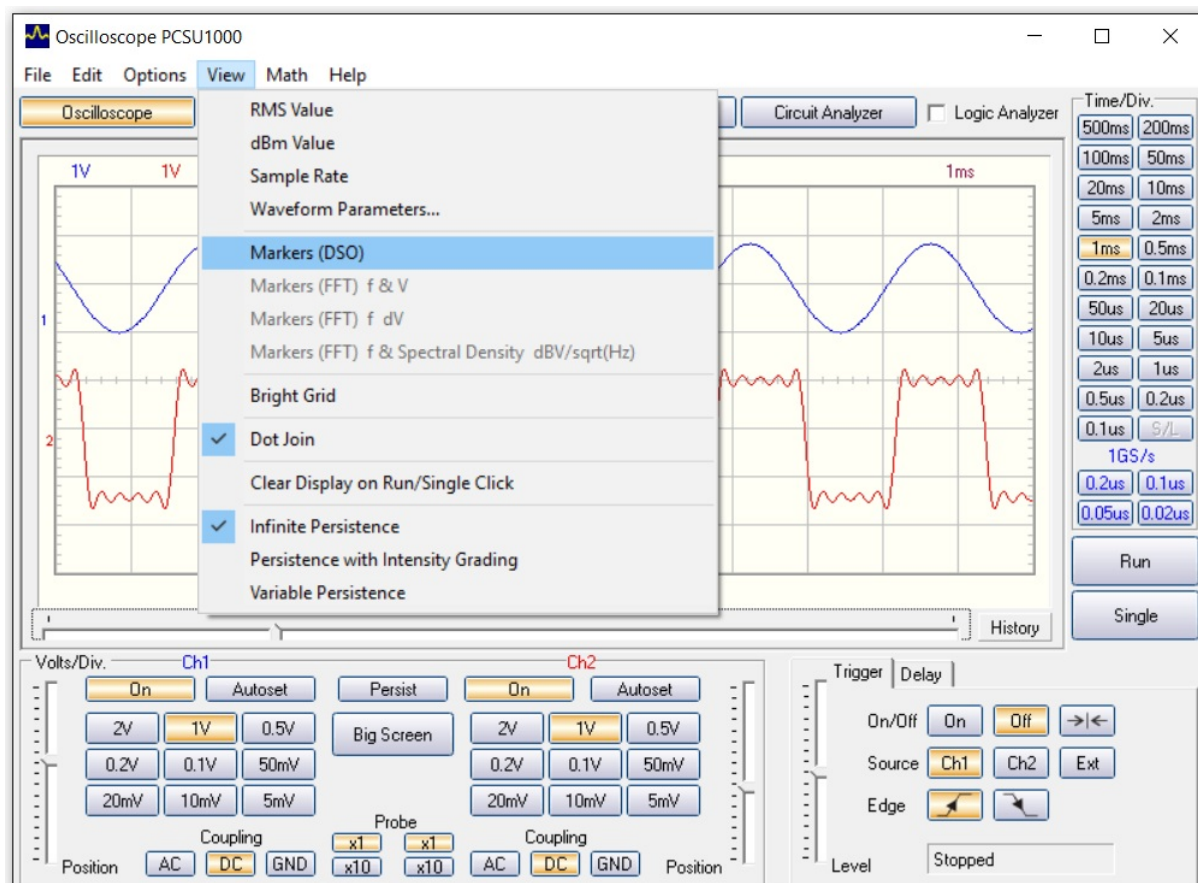 Oscilloscope PCSU1000
File Edit Options View Math Help
Oscilloscope Circuit Analyzer Logic Analyzer
RMS Value
dBm Value
Sample Rate
Waveform Parameters...
Markers (DSO)
Markers (FFT) f & V
Markers (FFT) f dV
Markers (FFT) f & Spectral Density dBV/sqrt(Hz)
Bright Grid
Dot Join
Clear Display on Run/Single Click
Infinite Persistence
Persistence with Intensity Grading
Variable Persistence
1V 1V 1ms
1
2
Time/Div.
500ms 200ms
100ms 50ms
20ms 10ms
5ms 2ms
1ms 0.5ms
0.2ms 0.1ms
50us 20us
10us 5us
2us 1us
0.5us 0.2us
0.1us S/L
1GS/s
0.2us 0.1us
0.05us 0.02us
Run
Single
History
Volts/Div. Ch1 Ch2
On Autoset Persist On Autoset
2V 1V 0.5V Big Screen 2V 1V 0.5V
0.2V 0.1V 50mV 0.2V 0.1V 50mV
20mV 10mV 5mV 20mV 10mV 5mV
Coupling Probe Coupling
x1 x1
Position AC DC GND x10 x10 AC DC GND Position
Trigger Delay
On/Off On Off
Source Ch1 Ch2 Ext
Edge
Level Stopped